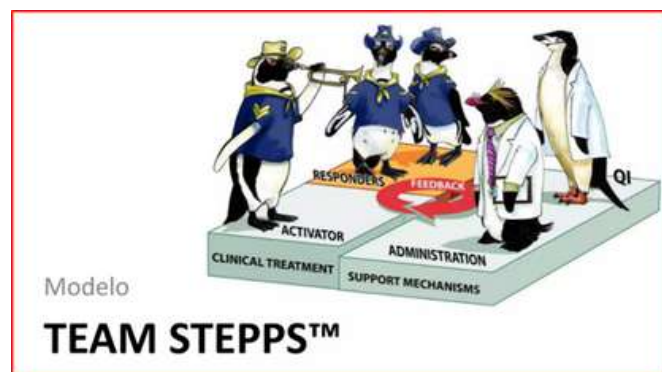 RESPONDERS
FEEDBACK
QI
ACTIVATOR
ADMINISTRATION
CLINICAL TREATMENT
SUPPORT MECHANISMS
Modelo
TEAM STEPPS™